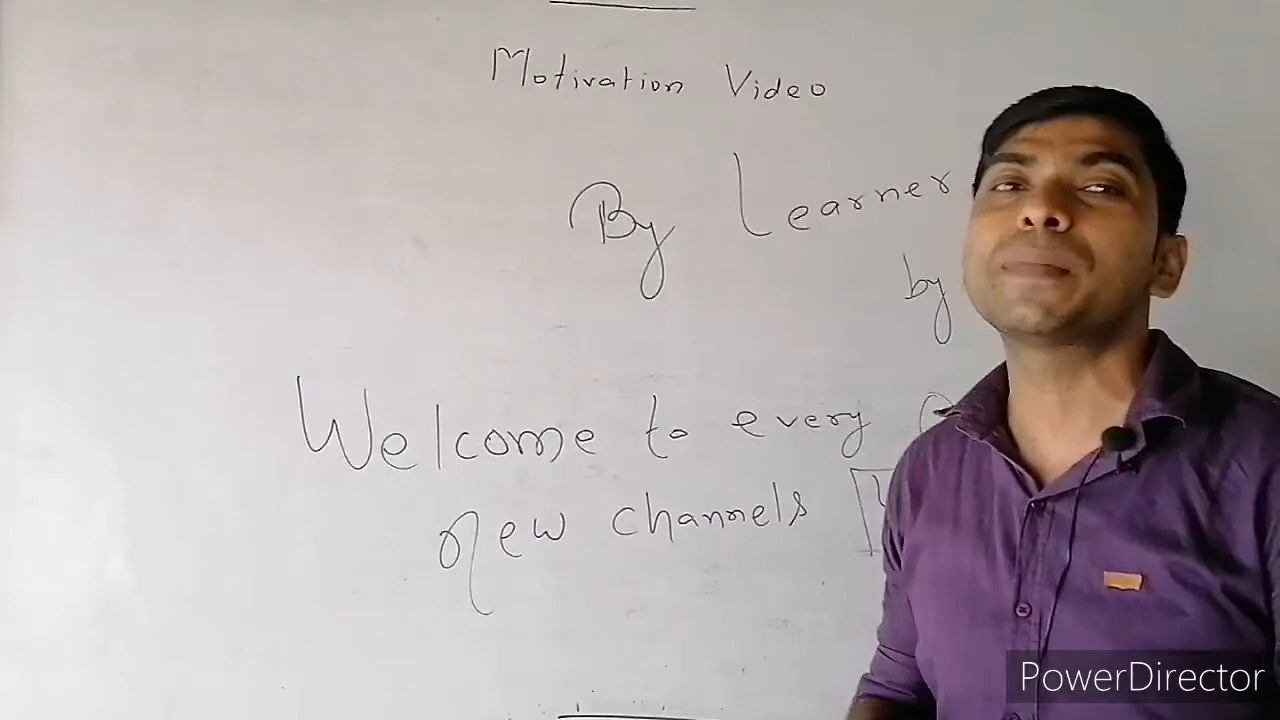 Motivation Video
By Learner
by
Welcome to every
new channels
PowerDirector